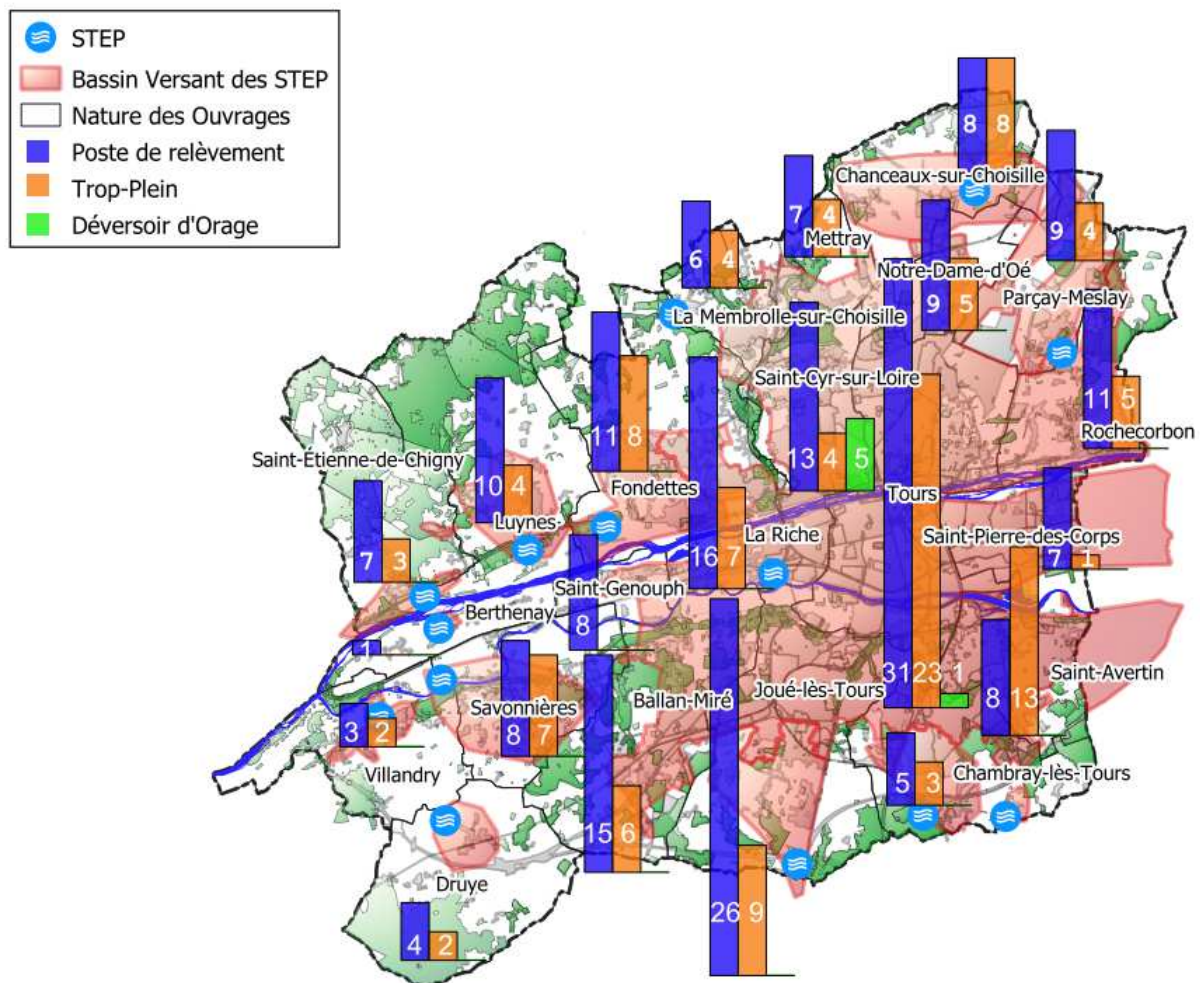 STEP
Bassin Versant des STEP
Nature des Ouvrages
Poste de relèvement
Trop-Plein
Déversoir d'Orage
8 8
Chanceaux-sur-Choisille
7 4
9 4
Mettray
6 4
Notre-Dame-d'Oé
9 5
Parçay-Meslay
La Membrolle-sur-Choisille
Saint-Cyr-sur-Loire
11 5
Rochecorbon
13 4 5
11 8
Saint-Étienne-de-Chigny
10 4
Fondettes
Tours
Luynes
La Riche
Saint-Pierre-des-Corps
16 7
7 1
7 3
Saint-Genouph
Berthenay
8
1
31 23 1
Saint-Avertin
8 13
Ballan-Miré
Joué-lès-Tours
Savonnières
8 7
3 2
Villandry
5 3
Chambray-lès-Tours
15 6
Druye
26 9
4 2